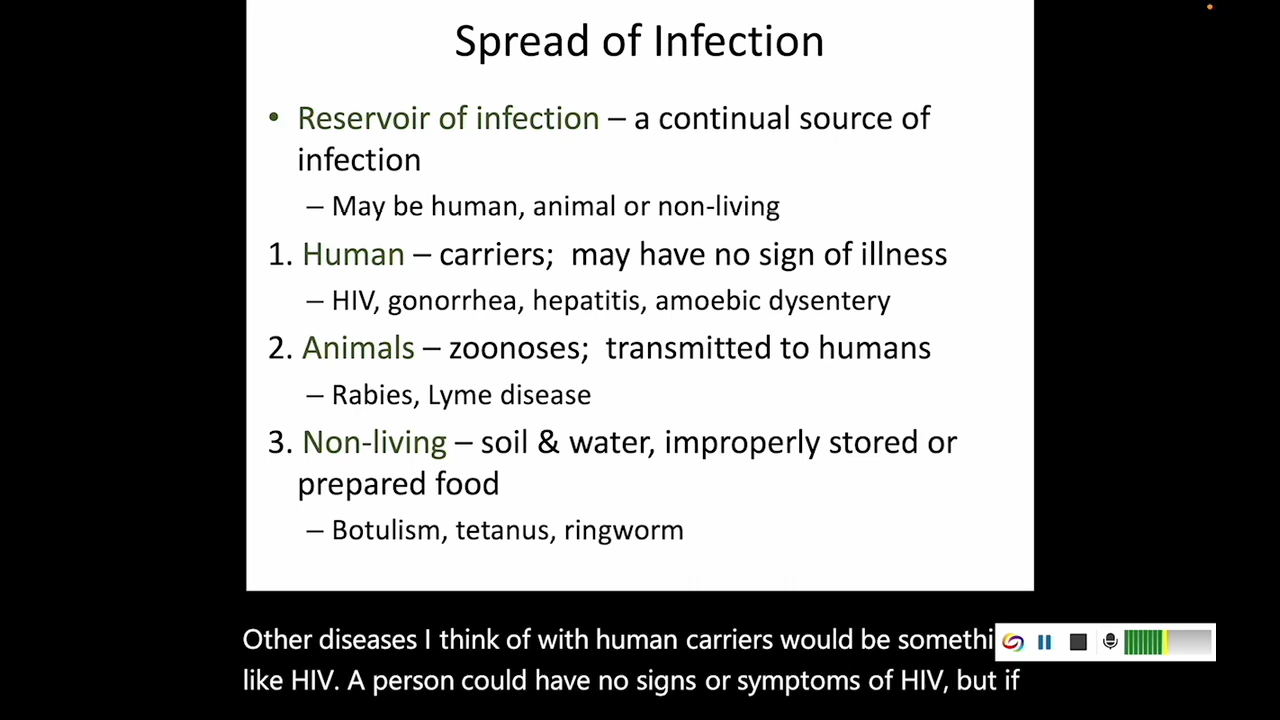 Spread of Infection
• Reservoir of infection – a continual source of
infection
– May be human, animal or non-living
1. Human – carriers;  may have no sign of illness
– HIV, gonorrhea, hepatitis, amoebic dysentery
2. Animals – zoonoses;  transmitted to humans
– Rabies, Lyme disease
3. Non-living – soil & water, improperly stored or
prepared food
– Botulism, tetanus, ringworm
Other diseases I think of with human carriers would be somethi
like HIV. A person could have no signs or symptoms of HIV, but if